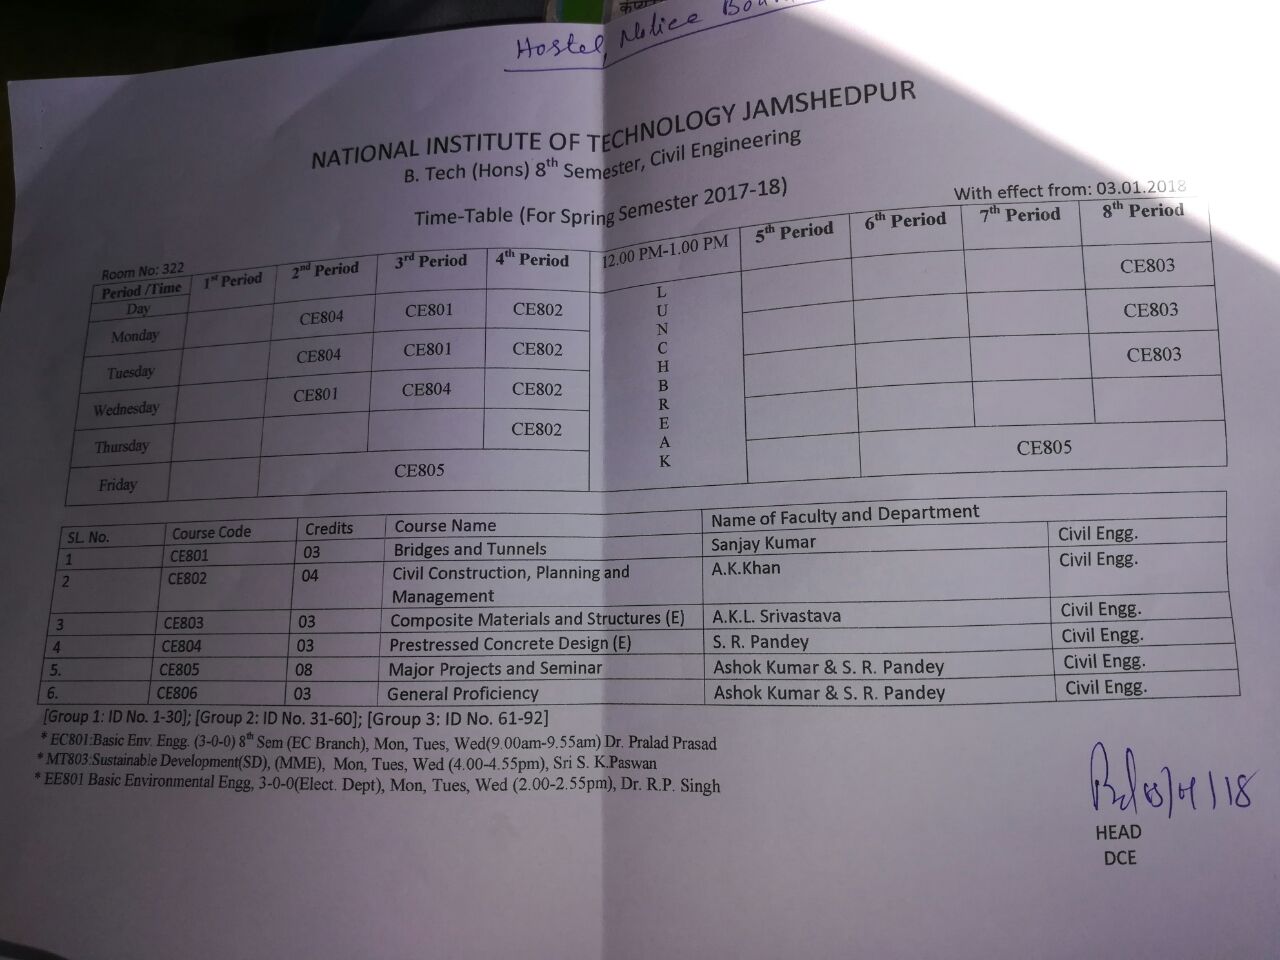 Hostel, Notice
NATIONAL INSTITUTE OF TECHNOLOGY JAMSHEDPUR
B. Tech (Hons) 8th Semester, Civil Engineering
Time-Table (For Spring Semester 2017-18)
With effect from: 03.01.2018
Room No: 322
Period /Time 1st Period 2nd Period 3rd Period 4th Period 12.00 PM-1.00 PM 5th Period 6th Period 7th Period 8th Period
Day
Monday CE804 CE801 CE802 CE803
Tuesday CE804 CE801 CE802 CE803
Wednesday CE801 CE804 CE802 CE803
Thursday CE802
Friday CE805 CE805
L
U
N
C
H
B
R
E
A
K
SL. No. Course Code Credits Course Name Name of Faculty and Department
1 CE801 03 Bridges and Tunnels Sanjay Kumar Civil Engg.
2 CE802 04 Civil Construction, Planning and A.K.Khan Civil Engg.
Management
3 CE803 03 Composite Materials and Structures (E) A.K.L. Srivastava Civil Engg.
4 CE804 03 Prestressed Concrete Design (E) S. R. Pandey Civil Engg.
5. CE805 08 Major Projects and Seminar Ashok Kumar & S. R. Pandey Civil Engg.
6. CE806 03 General Proficiency Ashok Kumar & S. R. Pandey Civil Engg.
[Group 1: ID No. 1-30]; [Group 2: ID No. 31-60]; [Group 3: ID No. 61-92]
* EC801:Basic Env. Engg. (3-0-0) 8th Sem (EC Branch), Mon, Tues, Wed(9.00am-9.55am) Dr. Pralad Prasad
* MT803:Sustainable Development(SD), (MME), Mon, Tues, Wed (4.00-4.55pm), Sri S. K.Paswan
* EE801 Basic Environmental Engg, 3-0-0(Elect. Dept), Mon, Tues, Wed (2.00-2.55pm), Dr. R.P. Singh
HEAD
DCE